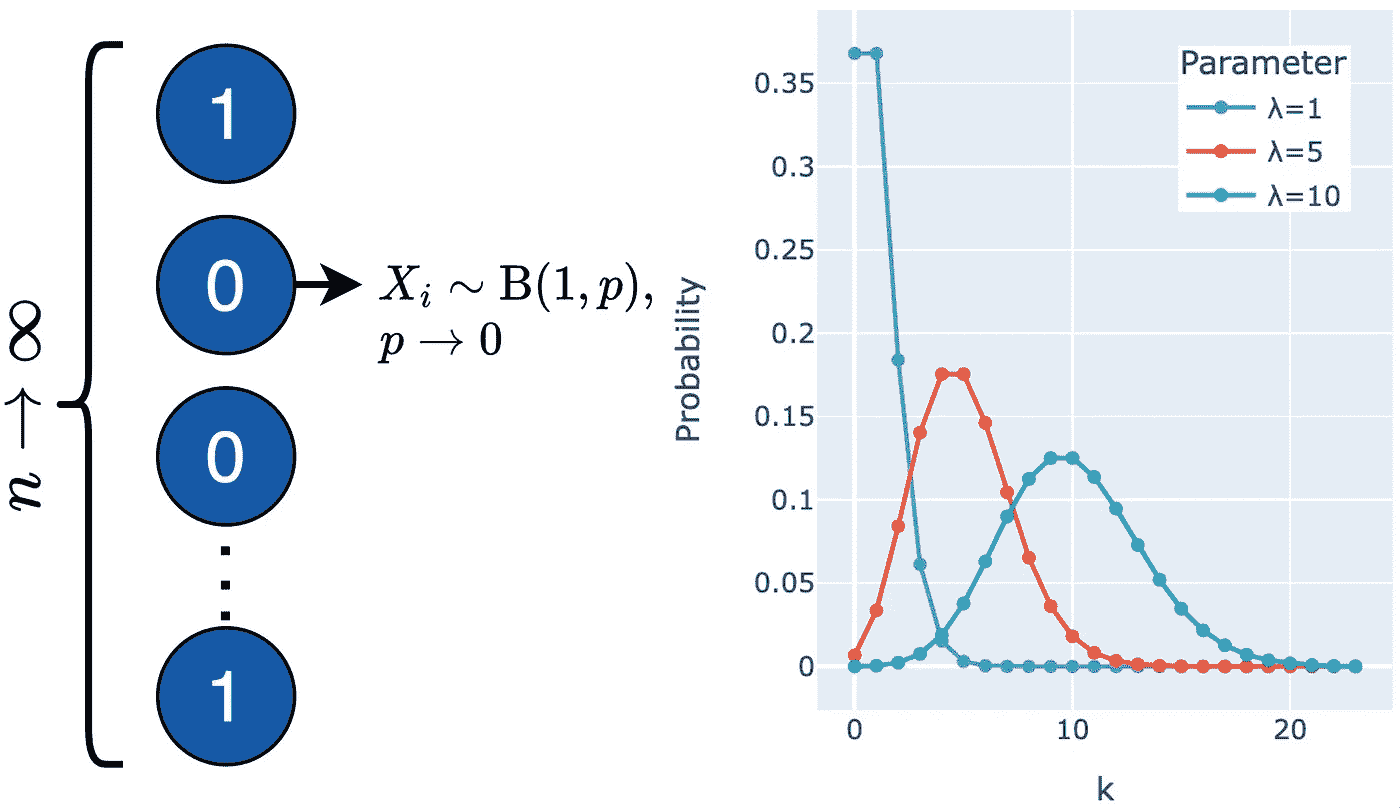 n → ∞
1
0
0
1
X_i ∼ B(1, p),
p → 0
Probability
0.35
0.3
0.25
0.2
0.15
0.1
0.05
0
0
10
20
k
Parameter
λ=1
λ=5
λ=10